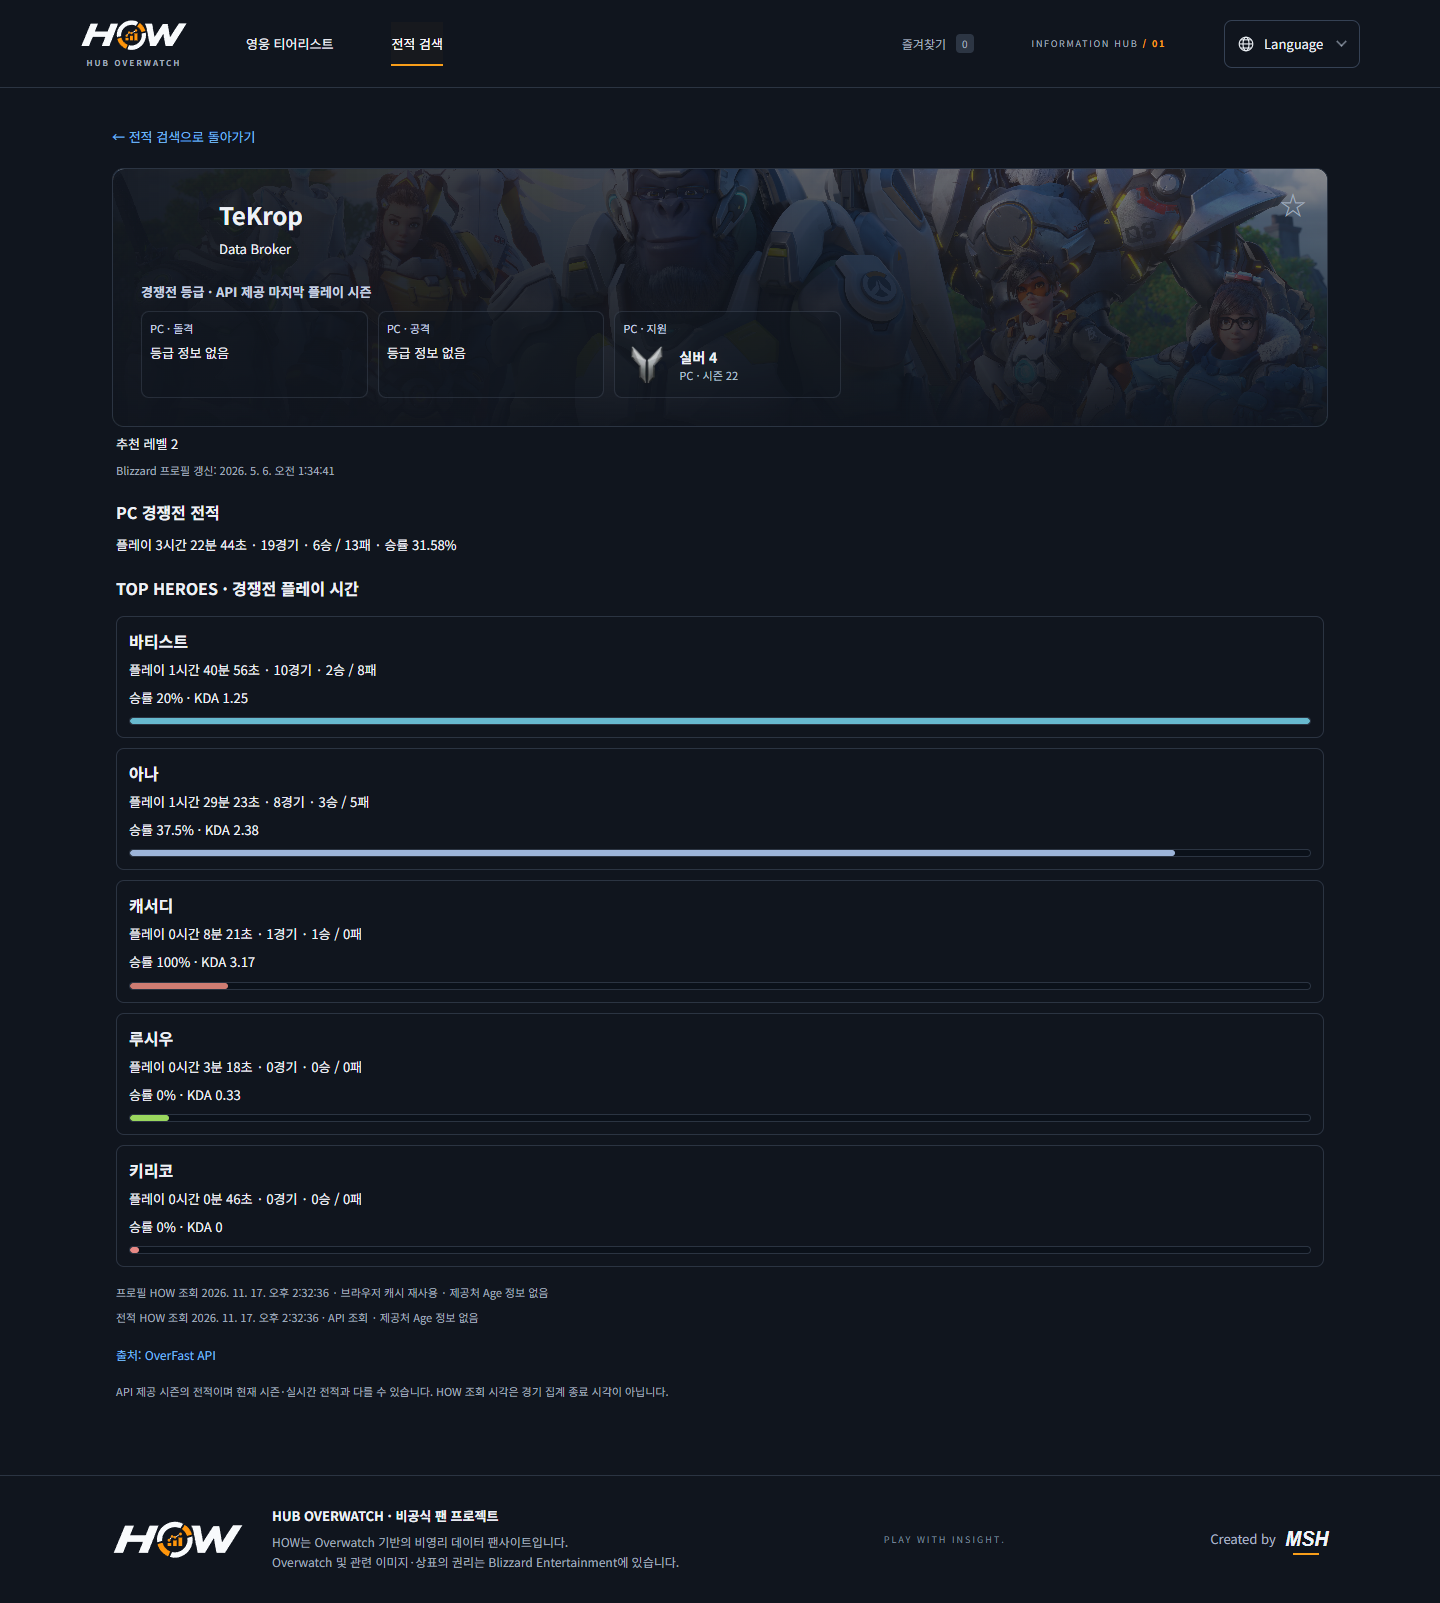 HOW
HUB OVERWATCH
영웅 티어리스트
전적 검색
즐겨찾기 0
INFORMATION HUB / 01
Language
← 전적 검색으로 돌아가기
TeKrop
Data Broker
경쟁전 등급 · API 제공 마지막 플레이 시즌
PC · 돌격
등급 정보 없음
PC · 공격
등급 정보 없음
PC · 지원
실버 4
PC · 시즌 22
추천 레벨 2
Blizzard 프로필 갱신: 2026. 5. 6. 오전 1:34:41
PC 경쟁전 전적
플레이 3시간 22분 44초 · 19경기 · 6승 / 13패 · 승률 31.58%
TOP HEROES · 경쟁전 플레이 시간
바티스트
플레이 1시간 40분 56초 · 10경기 · 2승 / 8패
승률 20% · KDA 1.25
아나
플레이 1시간 29분 23초 · 8경기 · 3승 / 5패
승률 37.5% · KDA 2.38
캐서디
플레이 0시간 8분 21초 · 1경기 · 1승 / 0패
승률 100% · KDA 3.17
루시우
플레이 0시간 3분 18초 · 0경기 · 0승 / 0패
승률 0% · KDA 0.33
키리코
플레이 0시간 0분 46초 · 0경기 · 0승 / 0패
승률 0% · KDA 0
프로필 HOW 조회 2026. 11. 17. 오후 2:32:36 · 브라우저 캐시 재사용 · 제공처 Age 정보 없음
전적 HOW 조회 2026. 11. 17. 오후 2:32:36 · API 조회 · 제공처 Age 정보 없음
출처: OverFast API
API 제공 시즌의 전적이며 현재 시즌·실시간 전적과 다를 수 있습니다. HOW 조회 시각은 경기 집계 종료 시각이 아닙니다.
HOW
HUB OVERWATCH · 비공식 팬 프로젝트
HOW는 Overwatch 기반의 비영리 데이터 팬사이트입니다.
Overwatch 및 관련 이미지·상표의 권리는 Blizzard Entertainment에 있습니다.
PLAY WITH INSIGHT.
Created by MSH